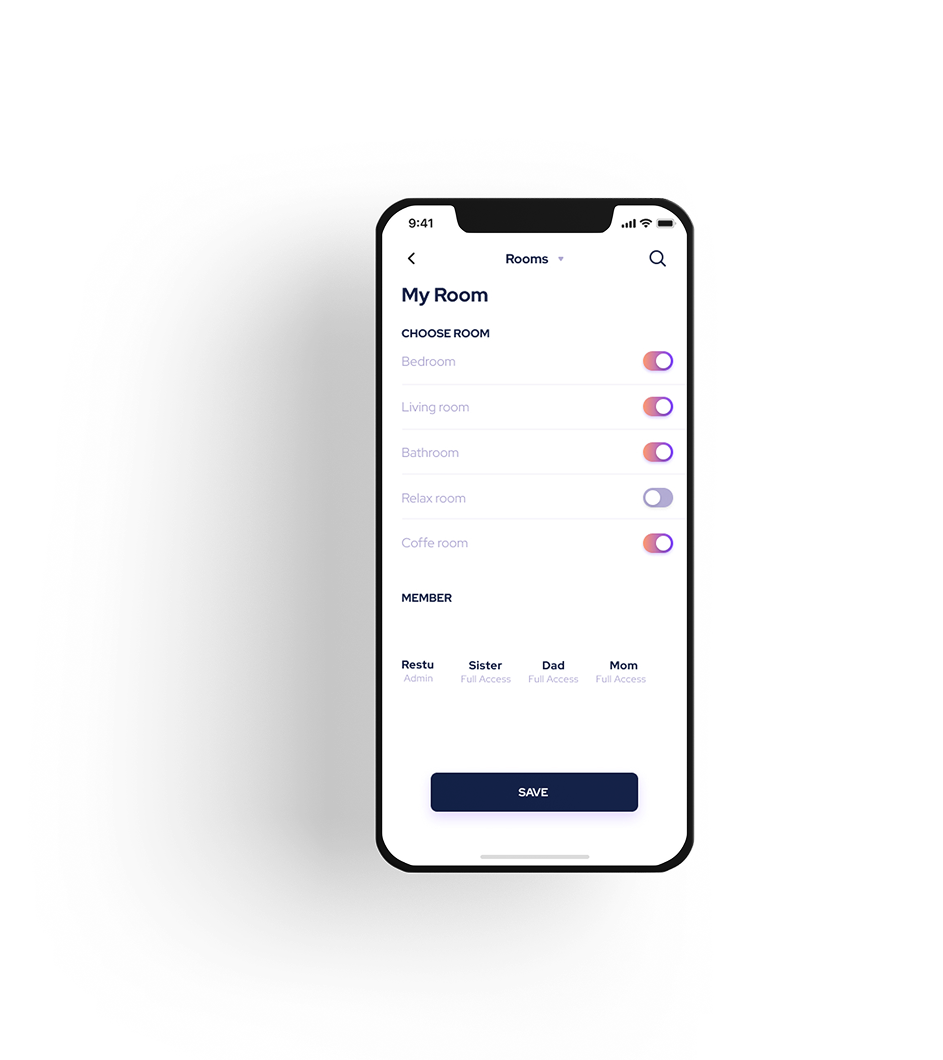 9:41
Rooms
My Room
CHOOSE ROOM
Bedroom
Living room
Bathroom
Relax room
Coffe room
MEMBER
Restu Sister Dad Mom
Admin Full Access Full Access Full Access
SAVE